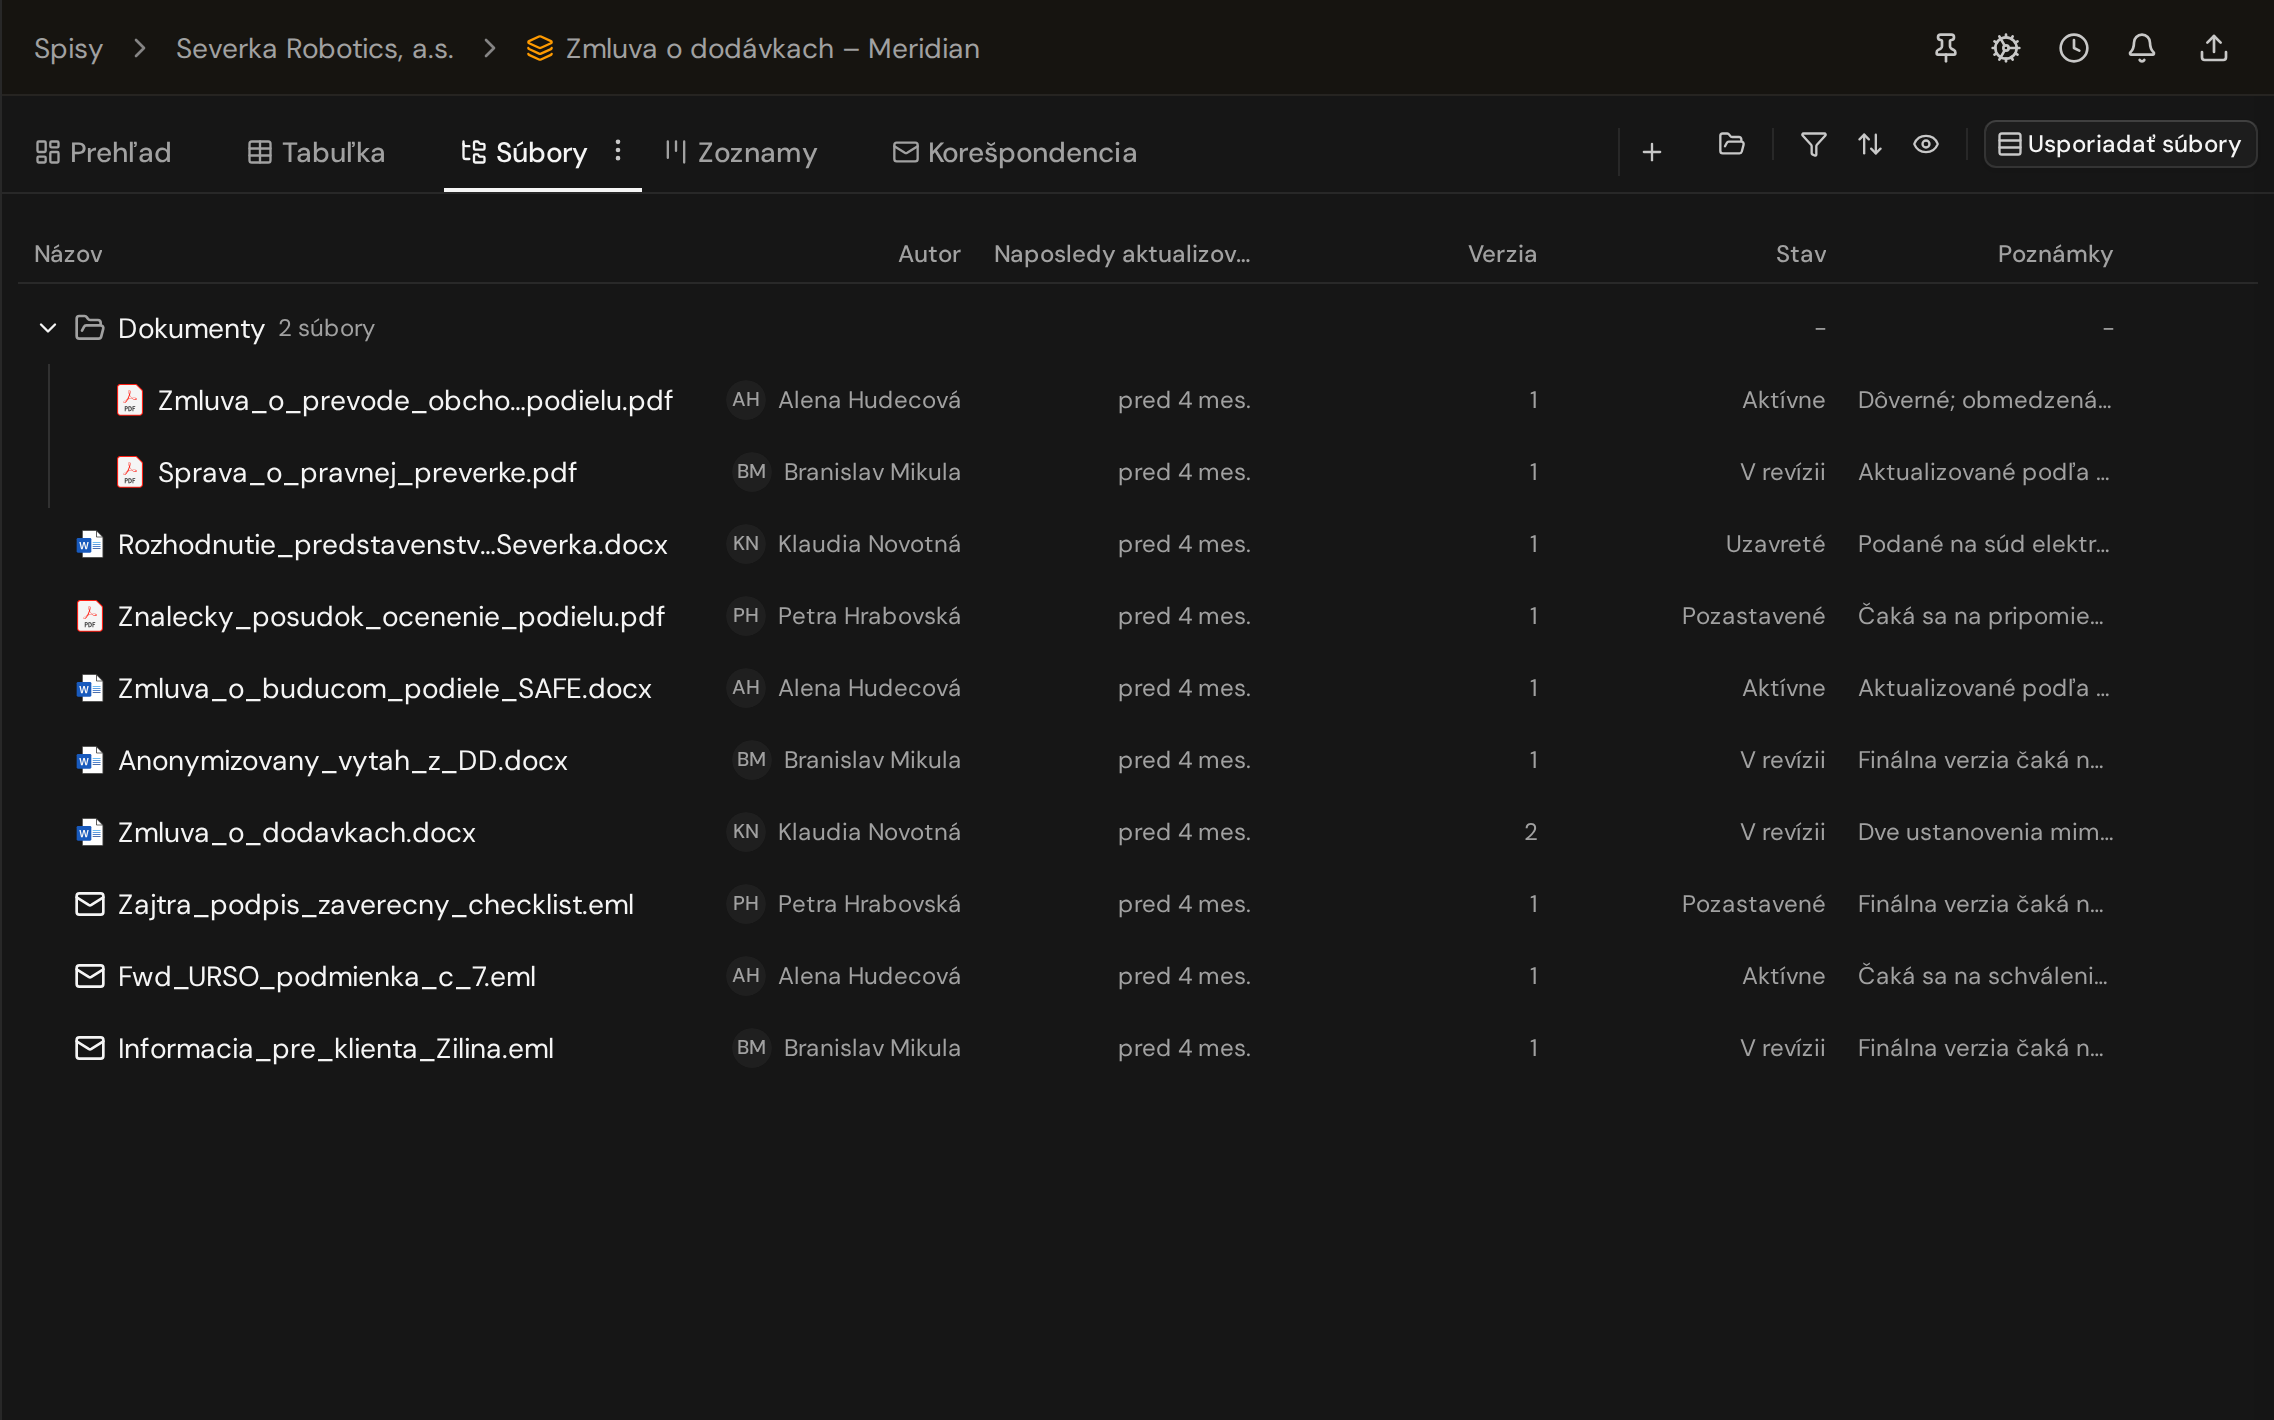 Spisy Severka Robotics, a.s. Zmluva o dodávkach – Meridian
Prehľad Tabuľka Súbory Zoznamy Korešpondencia Usporiadať súbory
Názov Autor Naposledy aktualizov... Verzia Stav Poznámky
Dokumenty 2 súbory – –
PDF Zmluva_o_prevode_obcho...podielu.pdf AH Alena Hudecová pred 4 mes. 1 Aktívne Dôverné; obmedzená...
PDF Sprava_o_pravnej_preverke.pdf BM Branislav Mikula pred 4 mes. 1 V revízii Aktualizované podľa ...
W Rozhodnutie_predstavenstv...Severka.docx KN Klaudia Novotná pred 4 mes. 1 Uzavreté Podané na súd elektr...
PDF Znalecky_posudok_ocenenie_podielu.pdf PH Petra Hrabovská pred 4 mes. 1 Pozastavené Čaká sa na pripomie...
W Zmluva_o_buducom_podiele_SAFE.docx AH Alena Hudecová pred 4 mes. 1 Aktívne Aktualizované podľa ...
W Anonymizovany_vytah_z_DD.docx BM Branislav Mikula pred 4 mes. 1 V revízii Finálna verzia čaká n...
W Zmluva_o_dodavkach.docx KN Klaudia Novotná pred 4 mes. 2 V revízii Dve ustanovenia mim...
Zajtra_podpis_zaverecny_checklist.eml PH Petra Hrabovská pred 4 mes. 1 Pozastavené Finálna verzia čaká n...
Fwd_URSO_podmienka_c_7.eml AH Alena Hudecová pred 4 mes. 1 Aktívne Čaká sa na schváleni...
Informacia_pre_klienta_Zilina.eml BM Branislav Mikula pred 4 mes. 1 V revízii Finálna verzia čaká n...